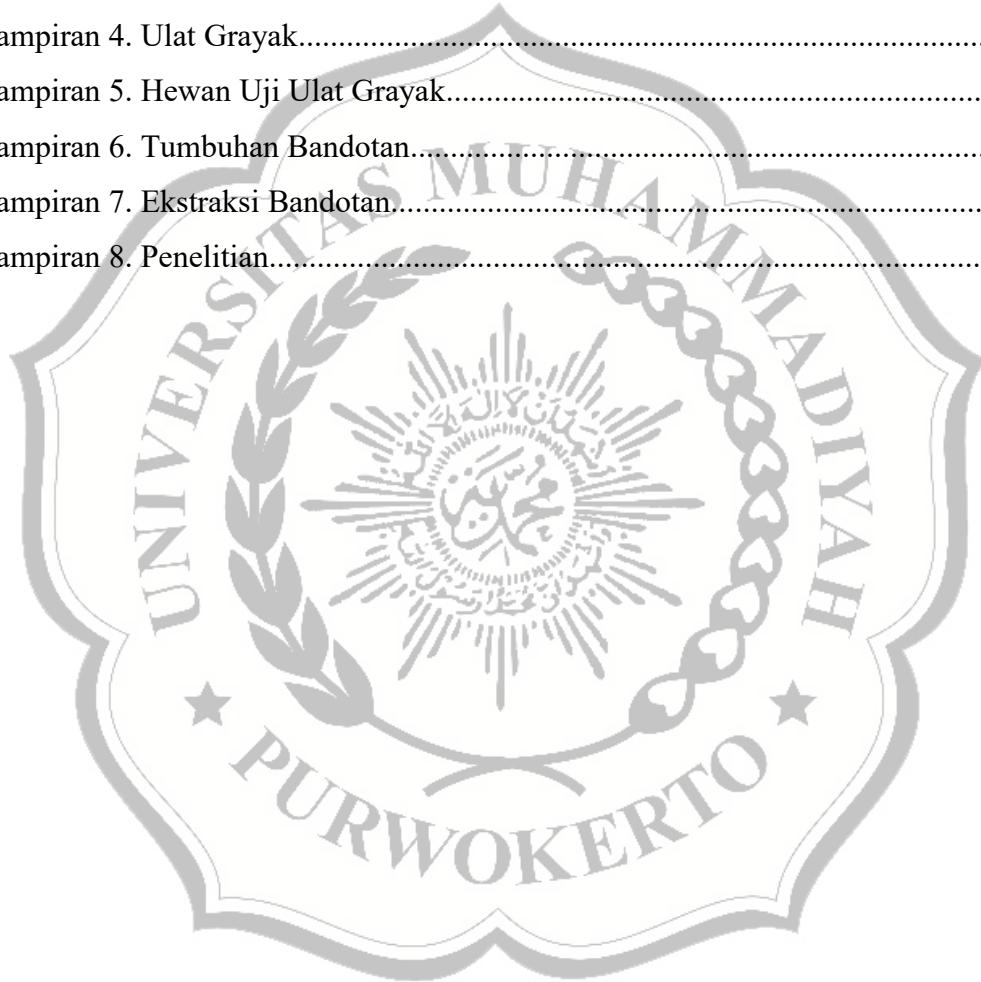 ampiran 4. Ulat Grayak....................................................................................
ampiran 5. Hewan Uji Ulat Grayak..................................................................
ampiran 6. Tumbuhan Bandotan.......................................................................
ampiran 7. Ekstraksi Bandotan.........................................................................
ampiran 8. Penelitian........................................................................................
UNIVERSITAS MUHAMMADIYAH
PURWOKERTO